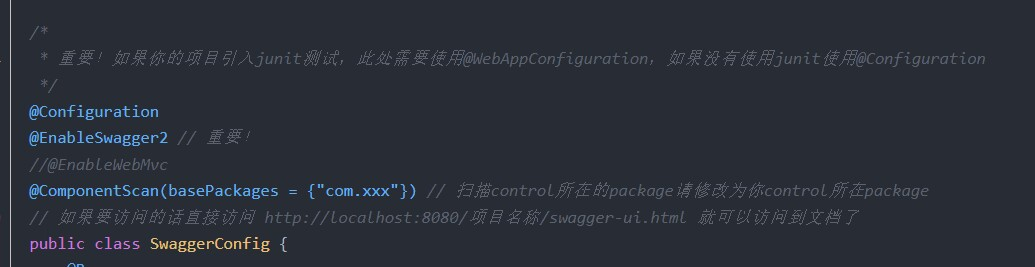 /*
* 重要！如果你的项目引入junit测试，此处需要使用@WebAppConfiguration，如果没有使用junit使用@Configuration
*/
@Configuration
@EnableSwagger2 // 重要！
//@EnableWebMvc
@ComponentScan(basePackages = {"com.xxx"}) // 扫描control所在的package请修改为你control所在package
// 如果要访问的话直接访问 http://localhost:8080/项目名称/swagger-ui.html 就可以访问到文档了
public class SwaggerConfig {